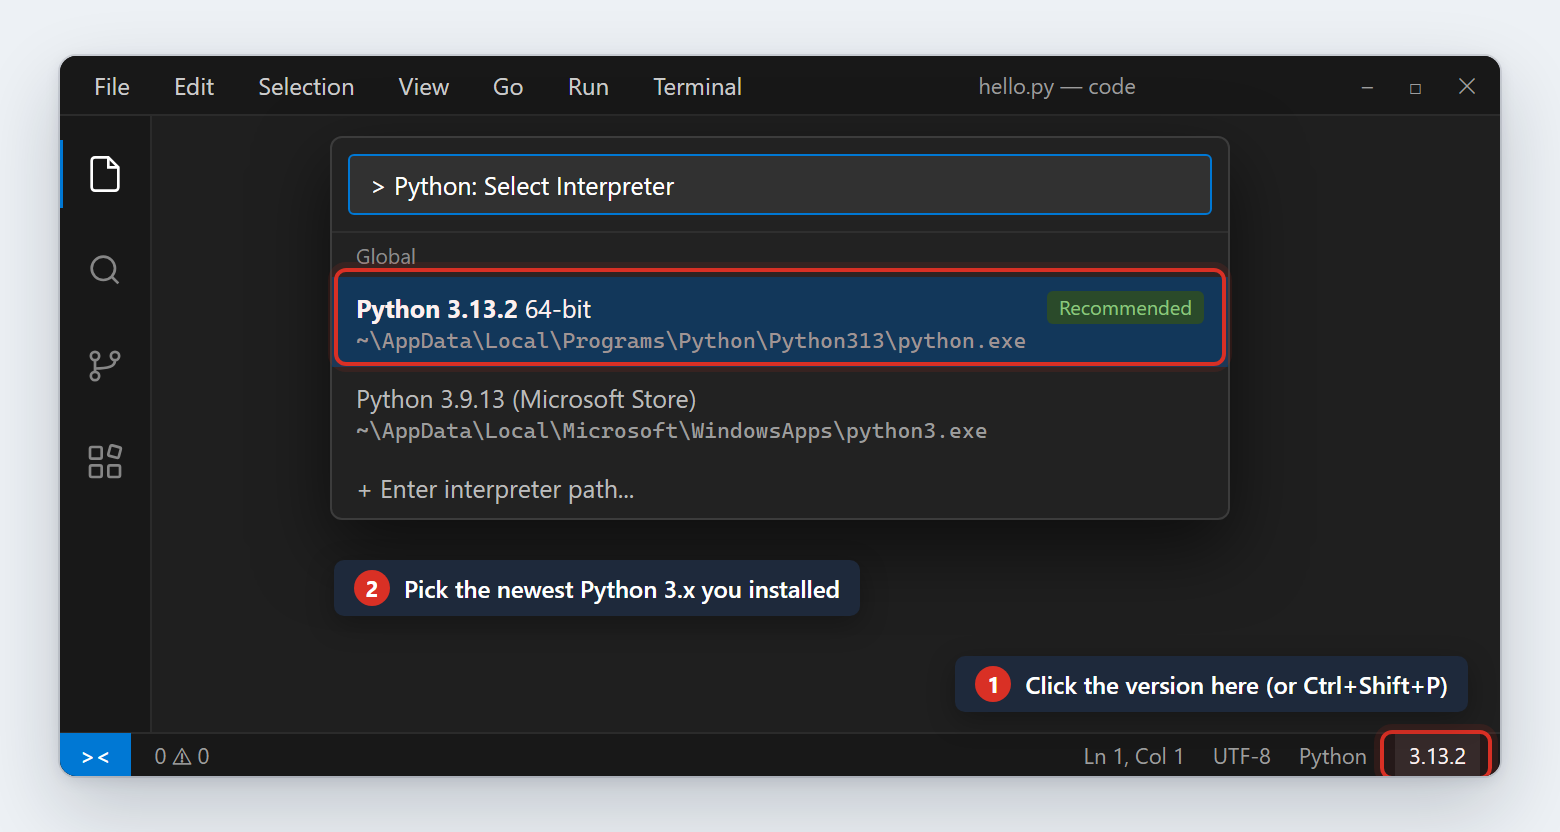 File Edit Selection View Go Run Terminal hello.py — code
> Python: Select Interpreter
Global
Python 3.13.2 64-bit Recommended
~\AppData\Local\Programs\Python\Python313\python.exe
Python 3.9.13 (Microsoft Store)
~\AppData\Local\Microsoft\WindowsApps\python3.exe
+ Enter interpreter path...
2 Pick the newest Python 3.x you installed
1 Click the version here (or Ctrl+Shift+P)
>< 0 ⚠ 0 Ln 1, Col 1 UTF-8 Python 3.13.2